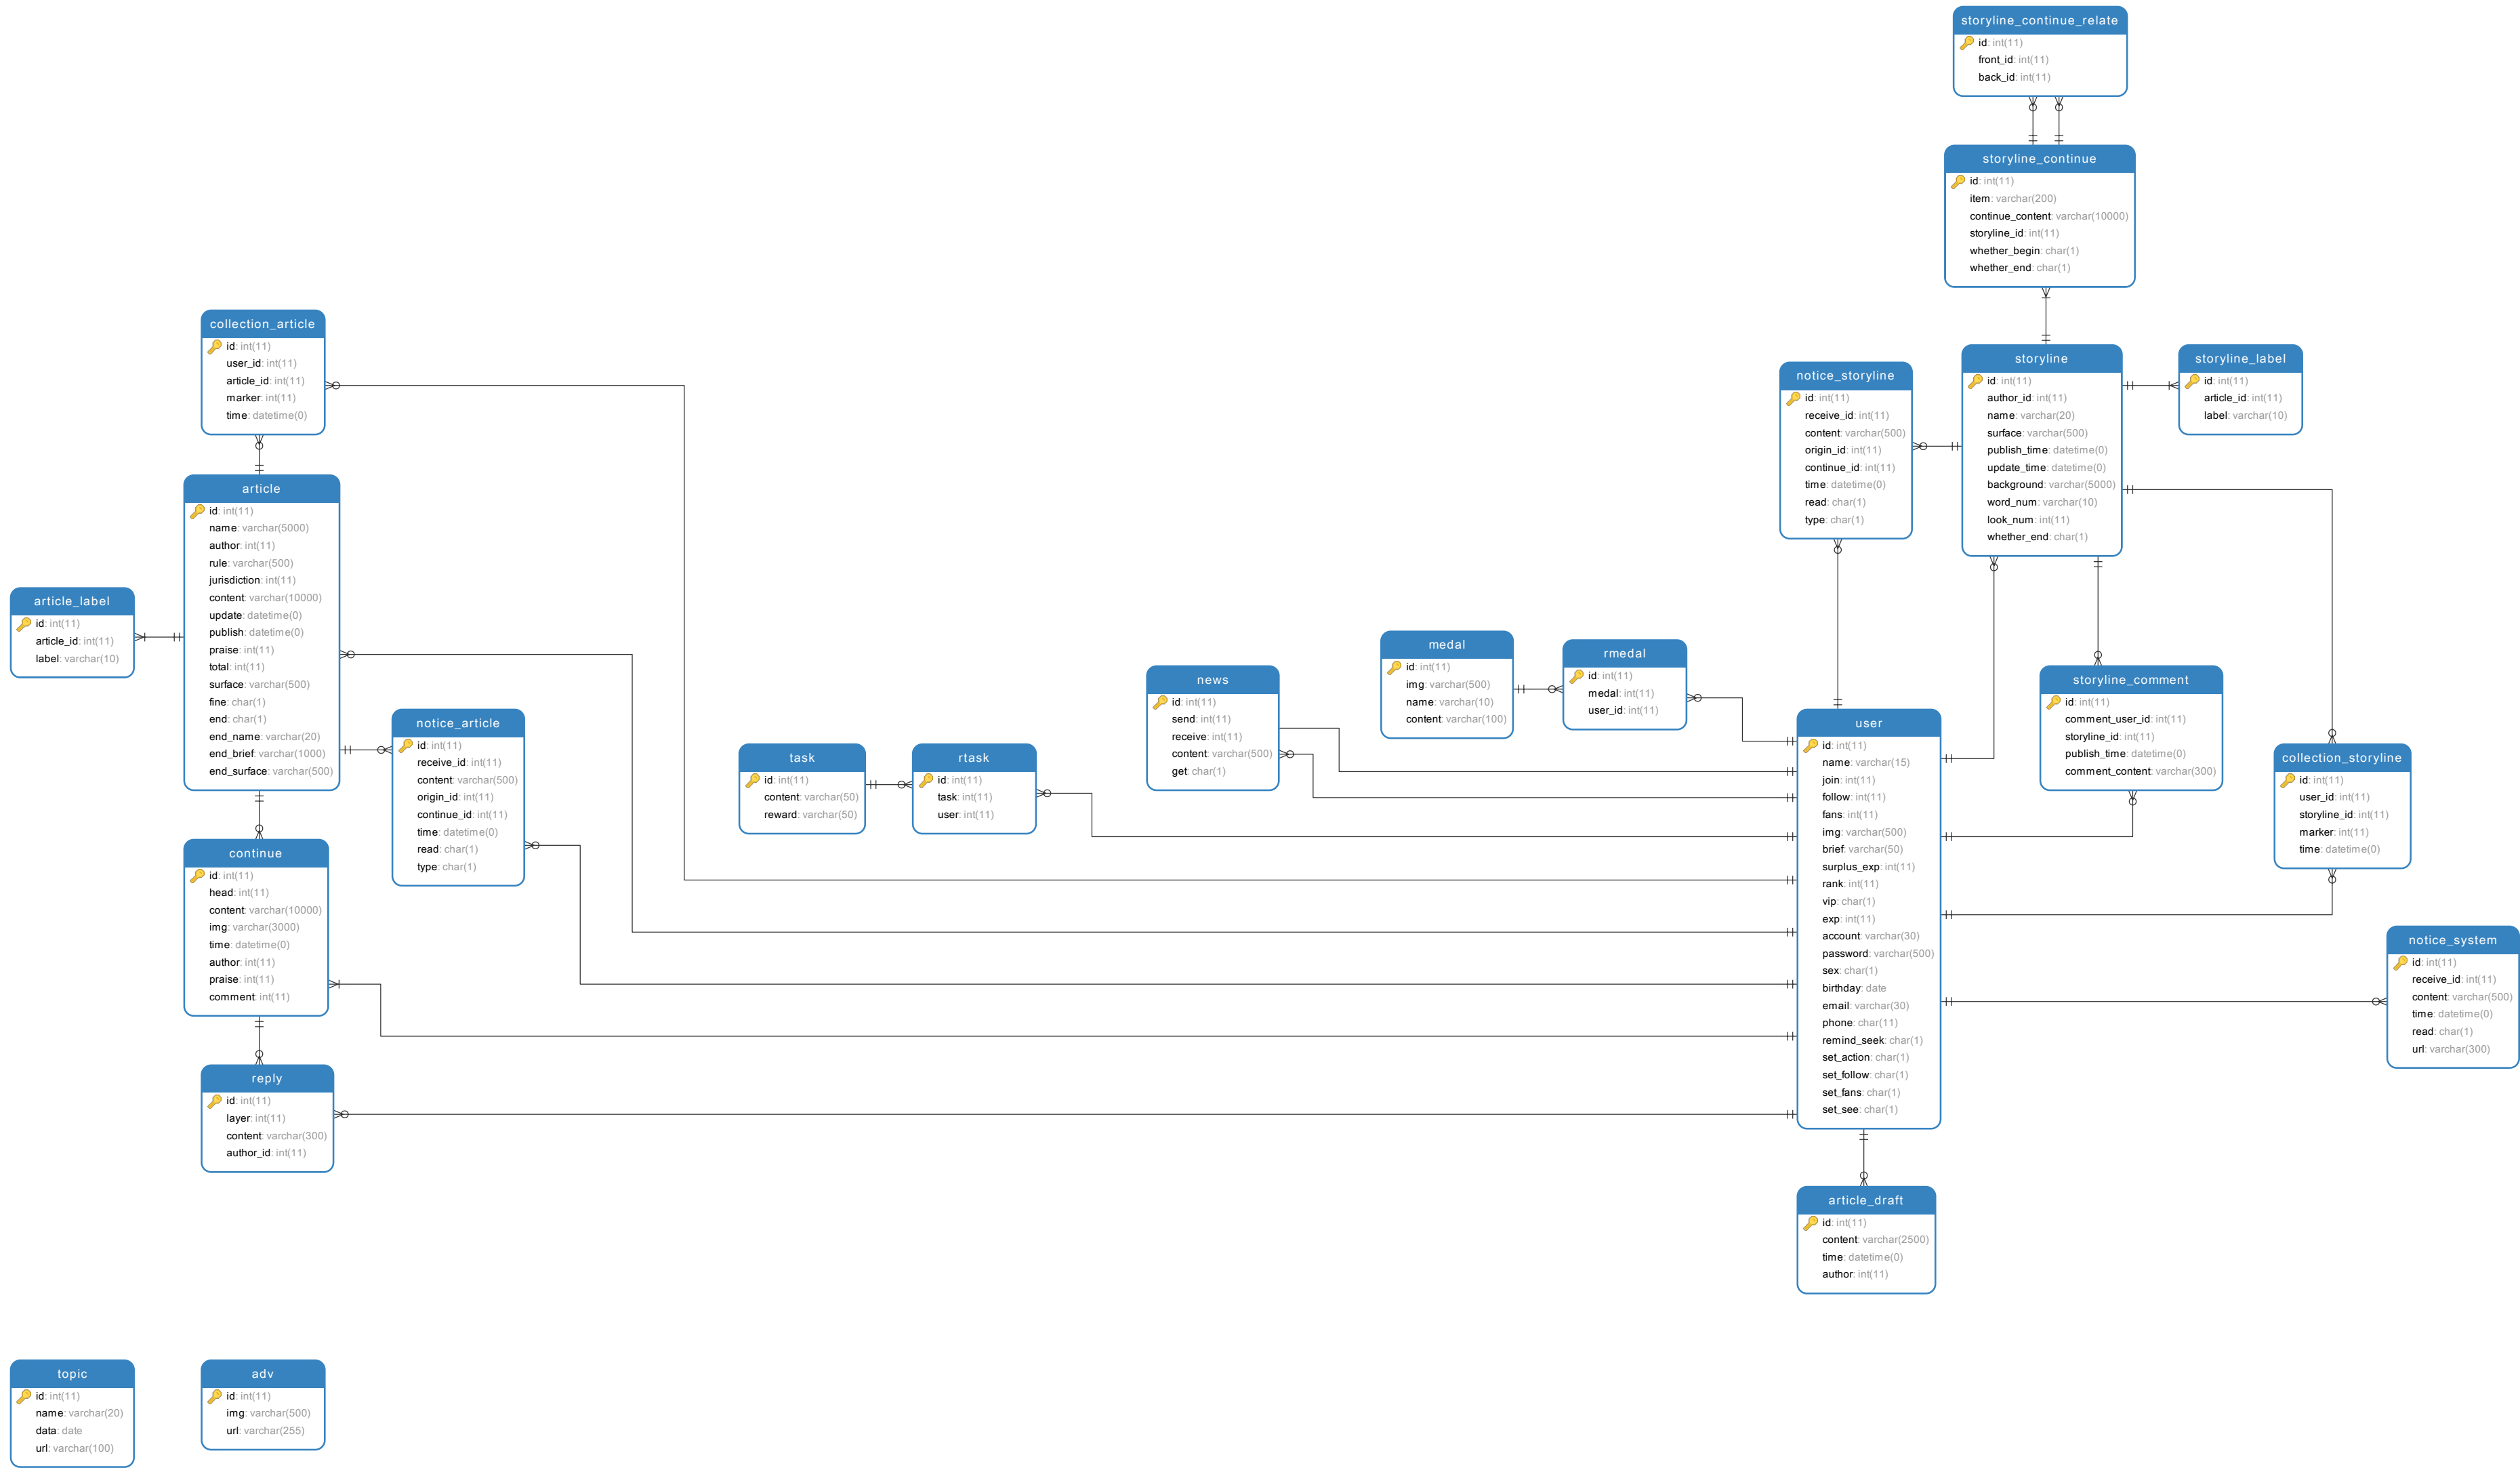 storyline_continue_relate
id: int(11)
front_id: int(11)
back_id: int(11)
storyline_continue
id: int(11)
item: varchar(200)
continue_content: varchar(10000)
storyline_id: int(11)
whether_begin: char(1)
whether_end: char(1)
collection_article
id: int(11)
user_id: int(11)
article_id: int(11)
marker: int(11)
time: datetime(0)
storyline
id: int(11)
author_id: int(11)
name: varchar(20)
surface: varchar(500)
publish_time: datetime(0)
update_time: datetime(0)
background: varchar(5000)
word_num: varchar(10)
look_num: int(11)
whether_end: char(1)
storyline_label
id: int(11)
article_id: int(11)
label: varchar(10)
notice_storyline
id: int(11)
receive_id: int(11)
content: varchar(500)
origin_id: int(11)
continue_id: int(11)
time: datetime(0)
read: char(1)
type: char(1)
article
id: int(11)
name: varchar(5000)
author: int(11)
rule: varchar(500)
jurisdiction: int(11)
content: varchar(10000)
update: datetime(0)
publish: datetime(0)
praise: int(11)
total: int(11)
surface: varchar(500)
fine: char(1)
end: char(1)
end_name: varchar(20)
end_brief: varchar(1000)
end_surface: varchar(500)
article_label
id: int(11)
article_id: int(11)
label: varchar(10)
notice_article
id: int(11)
receive_id: int(11)
content: varchar(500)
origin_id: int(11)
continue_id: int(11)
time: datetime(0)
read: char(1)
type: char(1)
task
id: int(11)
content: varchar(50)
reward: varchar(50)
rtask
id: int(11)
task: int(11)
user: int(11)
news
id: int(11)
send: int(11)
receive: int(11)
content: varchar(500)
get: char(1)
medal
id: int(11)
img: varchar(500)
name: varchar(10)
content: varchar(100)
rmedal
id: int(11)
medal: int(11)
user_id: int(11)
user
id: int(11)
name: varchar(15)
join: int(11)
follow: int(11)
fans: int(11)
img: varchar(500)
brief: varchar(50)
surplus_exp: int(11)
rank: int(11)
vip: char(1)
exp: int(11)
account: varchar(30)
password: varchar(500)
sex: char(1)
birthday: date
email: varchar(30)
phone: char(11)
remind_seek: char(1)
set_action: char(1)
set_follow: char(1)
set_fans: char(1)
set_see: char(1)
storyline_comment
id: int(11)
comment_user_id: int(11)
storyline_id: int(11)
publish_time: datetime(0)
comment_content: varchar(300)
collection_storyline
id: int(11)
user_id: int(11)
storyline_id: int(11)
marker: int(11)
time: datetime(0)
continue
id: int(11)
head: int(11)
content: varchar(10000)
img: varchar(3000)
time: datetime(0)
author: int(11)
praise: int(11)
comment: int(11)
notice_system
id: int(11)
receive_id: int(11)
content: varchar(500)
time: datetime(0)
read: char(1)
url: varchar(300)
reply
id: int(11)
layer: int(11)
content: varchar(300)
author_id: int(11)
article_draft
id: int(11)
content: varchar(2500)
time: datetime(0)
author: int(11)
topic
id: int(11)
name: varchar(20)
data: date
url: varchar(100)
adv
id: int(11)
img: varchar(500)
url: varchar(255)